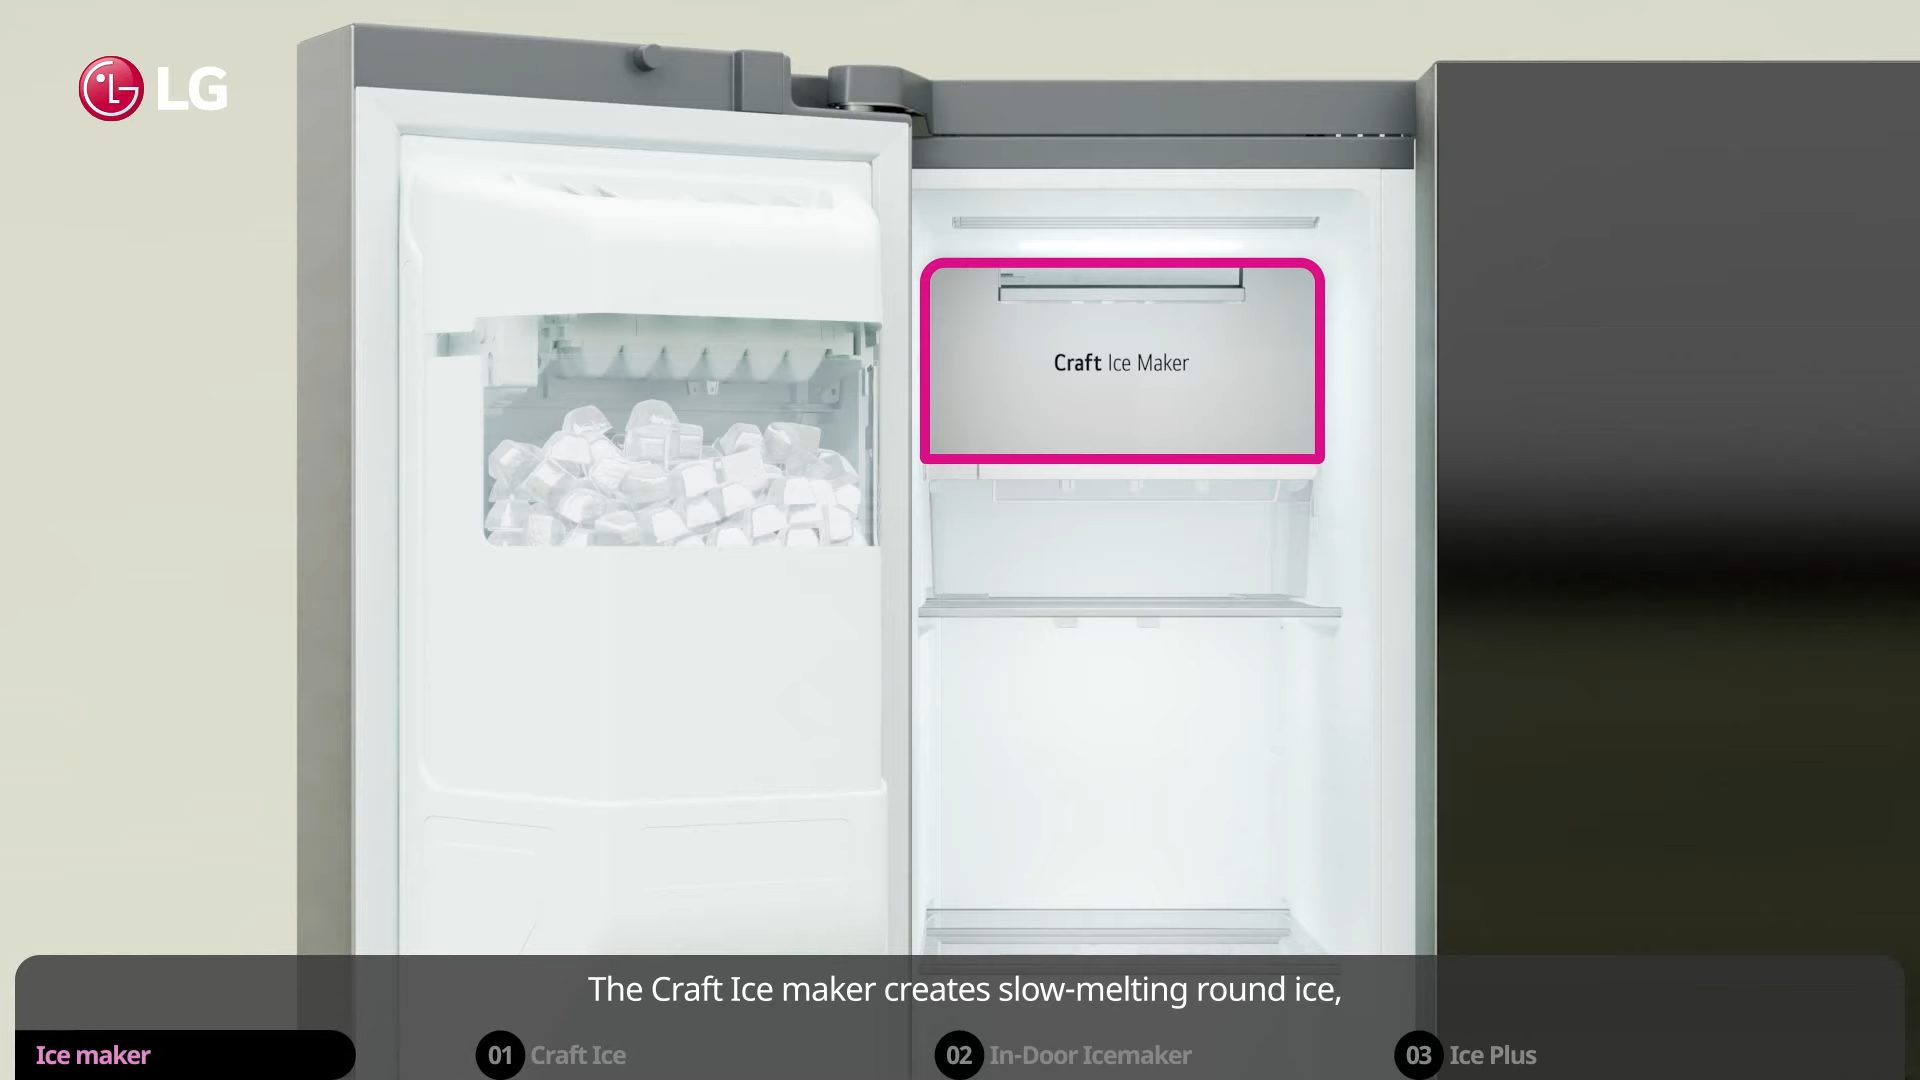 LG
Craft Ice Maker
The Craft Ice maker creates slow-melting round ice,
Ice maker
01 Craft Ice
02 In-Door Icemaker
03 Ice Plus